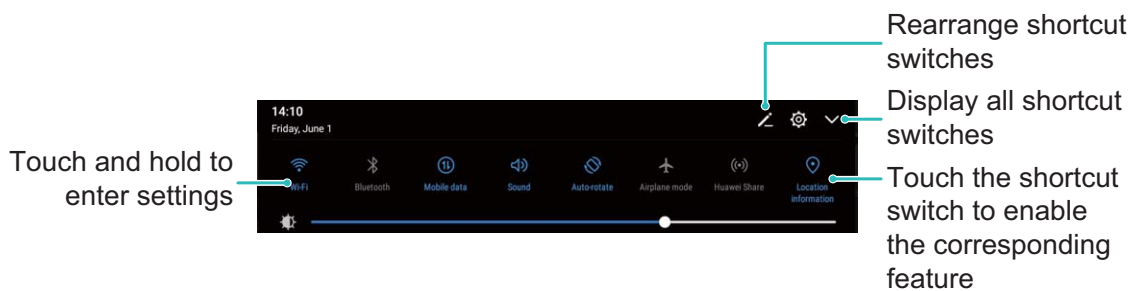 Rearrange shortcut
switches
14:10
Friday, June 1
Display all shortcut
switches
Touch and hold to
enter settings
Wi-Fi
Bluetooth
Mobile data
Sound
Auto-rotate
Airplane mode
Huawei Share
Location
information
Touch the shortcut
switch to enable
the corresponding
feature